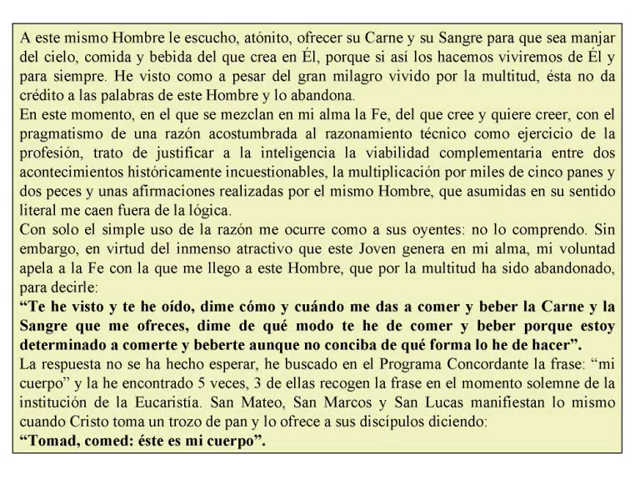 A este mismo Hombre le escucho, atónito, ofrecer su Carne y su Sangre para que sea manjar
del cielo, comida y bebida del que crea en Él, porque si así los hacemos viviremos de Él y
para siempre. He visto como a pesar del gran milagro vivido por la multitud, ésta no da
crédito a las palabras de este Hombre y lo abandona.
En este momento, en el que se mezclan en mi alma la Fe, del que cree y quiere creer, con el
pragmatismo de una razón acostumbrada al razonamiento técnico como ejercicio de la
profesión, trato de justificar a la inteligencia la viabilidad complementaria entre dos
acontecimientos históricamente incuestionables, la multiplicación por miles de cinco panes y
dos peces y unas afirmaciones realizadas por el mismo Hombre, que asumidas en su sentido
literal me caen fuera de la lógica.
Con solo el simple uso de la razón me ocurre como a sus oyentes: no lo comprendo. Sin
embargo, en virtud del inmenso atractivo que este Joven genera en mi alma, mi voluntad
apela a la Fe con la que me llego a este Hombre, que por la multitud ha sido abandonado,
para decirle:
“Te he visto y te he oído, dime cómo y cuándo me das a comer y beber la Carne y la
Sangre que me ofreces, dime de qué modo te he de comer y beber porque estoy
determinado a comerte y beberte aunque no conciba de qué forma lo he de hacer”.
La respuesta no se ha hecho esperar, he buscado en el Programa Concordante la frase: “mi
cuerpo” y la he encontrado 5 veces, 3 de ellas recogen la frase en el momento solemne de la
institución de la Eucaristía. San Mateo, San Marcos y San Lucas manifiestan lo mismo
cuando Cristo toma un trozo de pan y lo ofrece a sus discípulos diciendo:
“Tomad, comed: éste es mi cuerpo”.